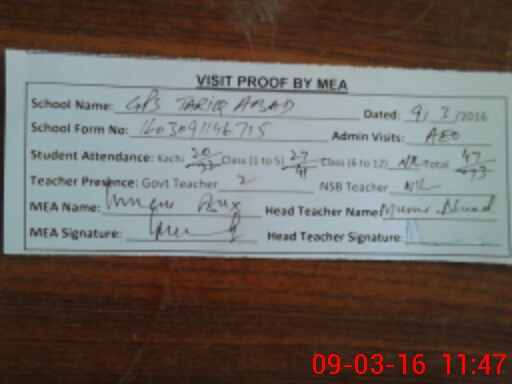 VISIT PROOF BY MEA
School Name: GPS TARIQ ABAD Dated: 9/3/2016
School Form No: 1603091146715 Admin Visits: AEO
Student Attendance: Kachi 20/32 Class (1 to 5) 27/41 Class (6 to 12) NR Total 47/73
Teacher Presence: Govt Teacher 2 NSB Teacher NIL
MEA Name: Head Teacher Name:
MEA Signature: Head Teacher Signature:
09-03-16 11:47